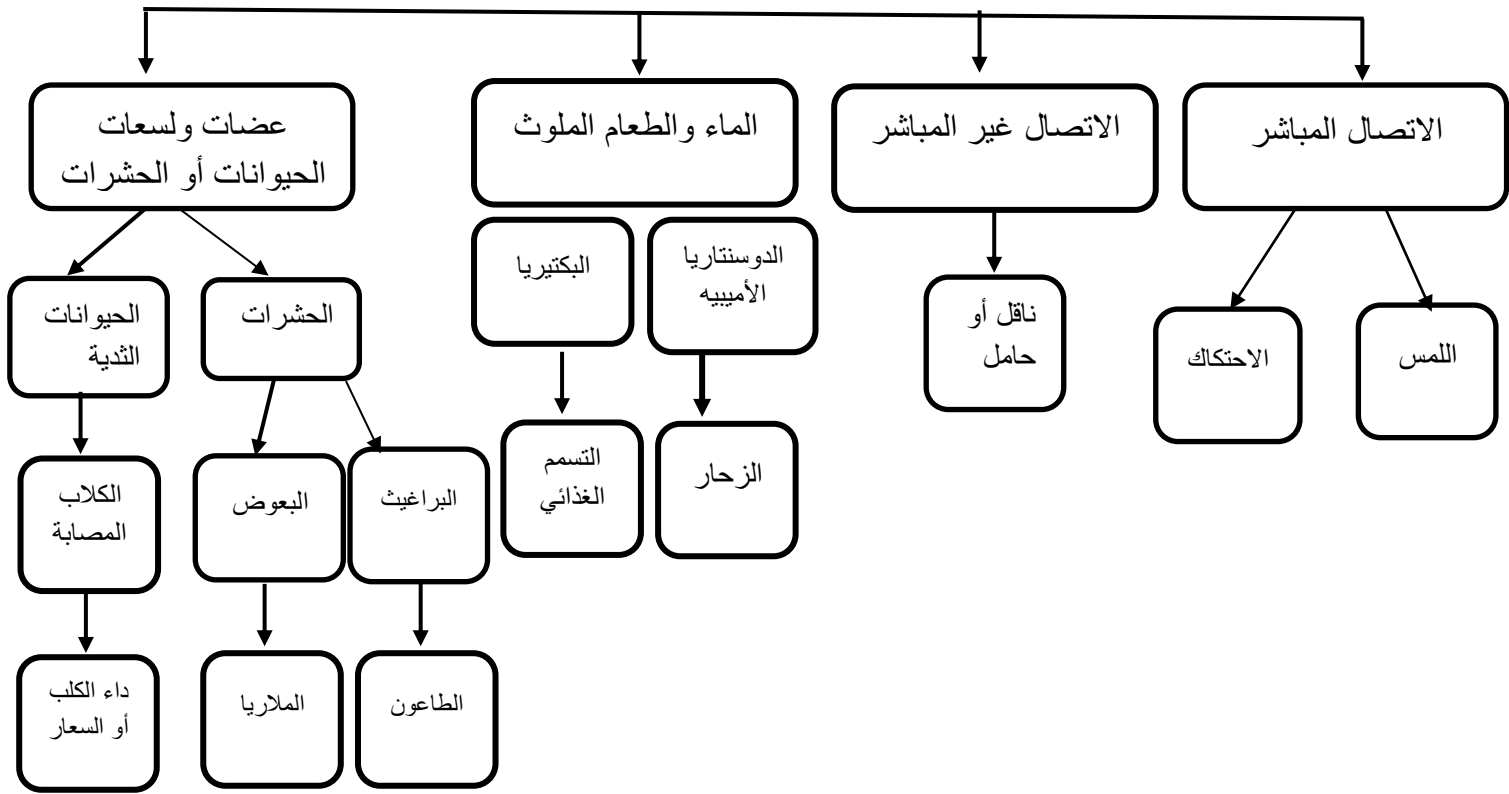 الاتصال المباشر
الاتصال غير المباشر
الماء والطعام الملوث
عضات ولسعات
الحيوانات أو الحشرات
اللمس
الاحتكاك
ناقل أو
حامل
الدوسنتاريا
الأميبيه
البكتيريا
الحشرات
الحيوانات
الثدية
الزحار
التسمم
الغذائي
البراغيث
البعوض
الكلاب
المصابة
الطاعون
الملاريا
داء الكلب
أو السعار